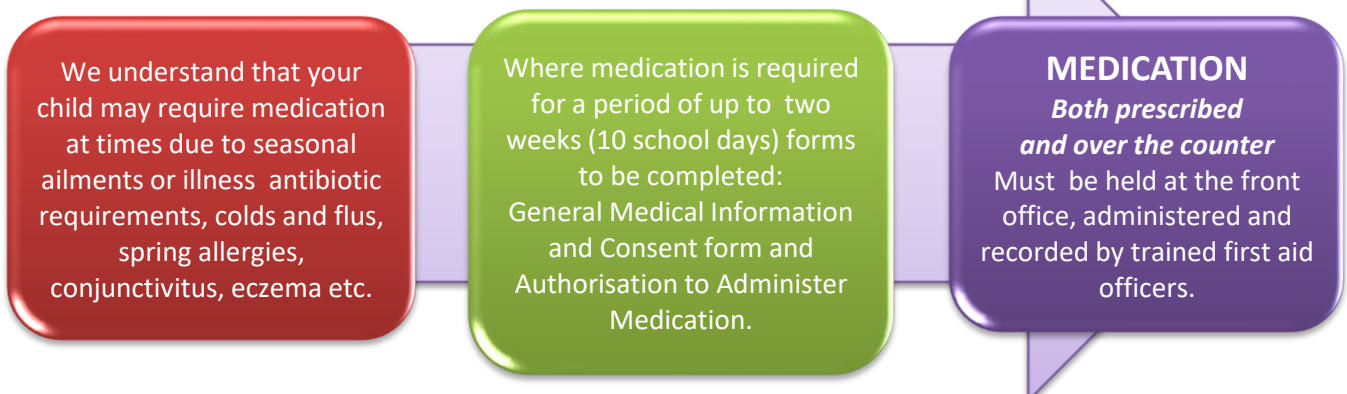 We understand that your
child may require medication
at times due to seasonal
ailments or illness  antibiotic
requirements, colds and flus,
spring allergies,
conjunctivitus, eczema etc.
Where medication is required
for a period of up to  two
weeks (10 school days) forms
to be completed:
General Medical Information
and Consent form and
Authorisation to Administer
Medication.
MEDICATION
Both prescribed
and over the counter
Must  be held at the front
office, administered and
recorded by trained first aid
officers.